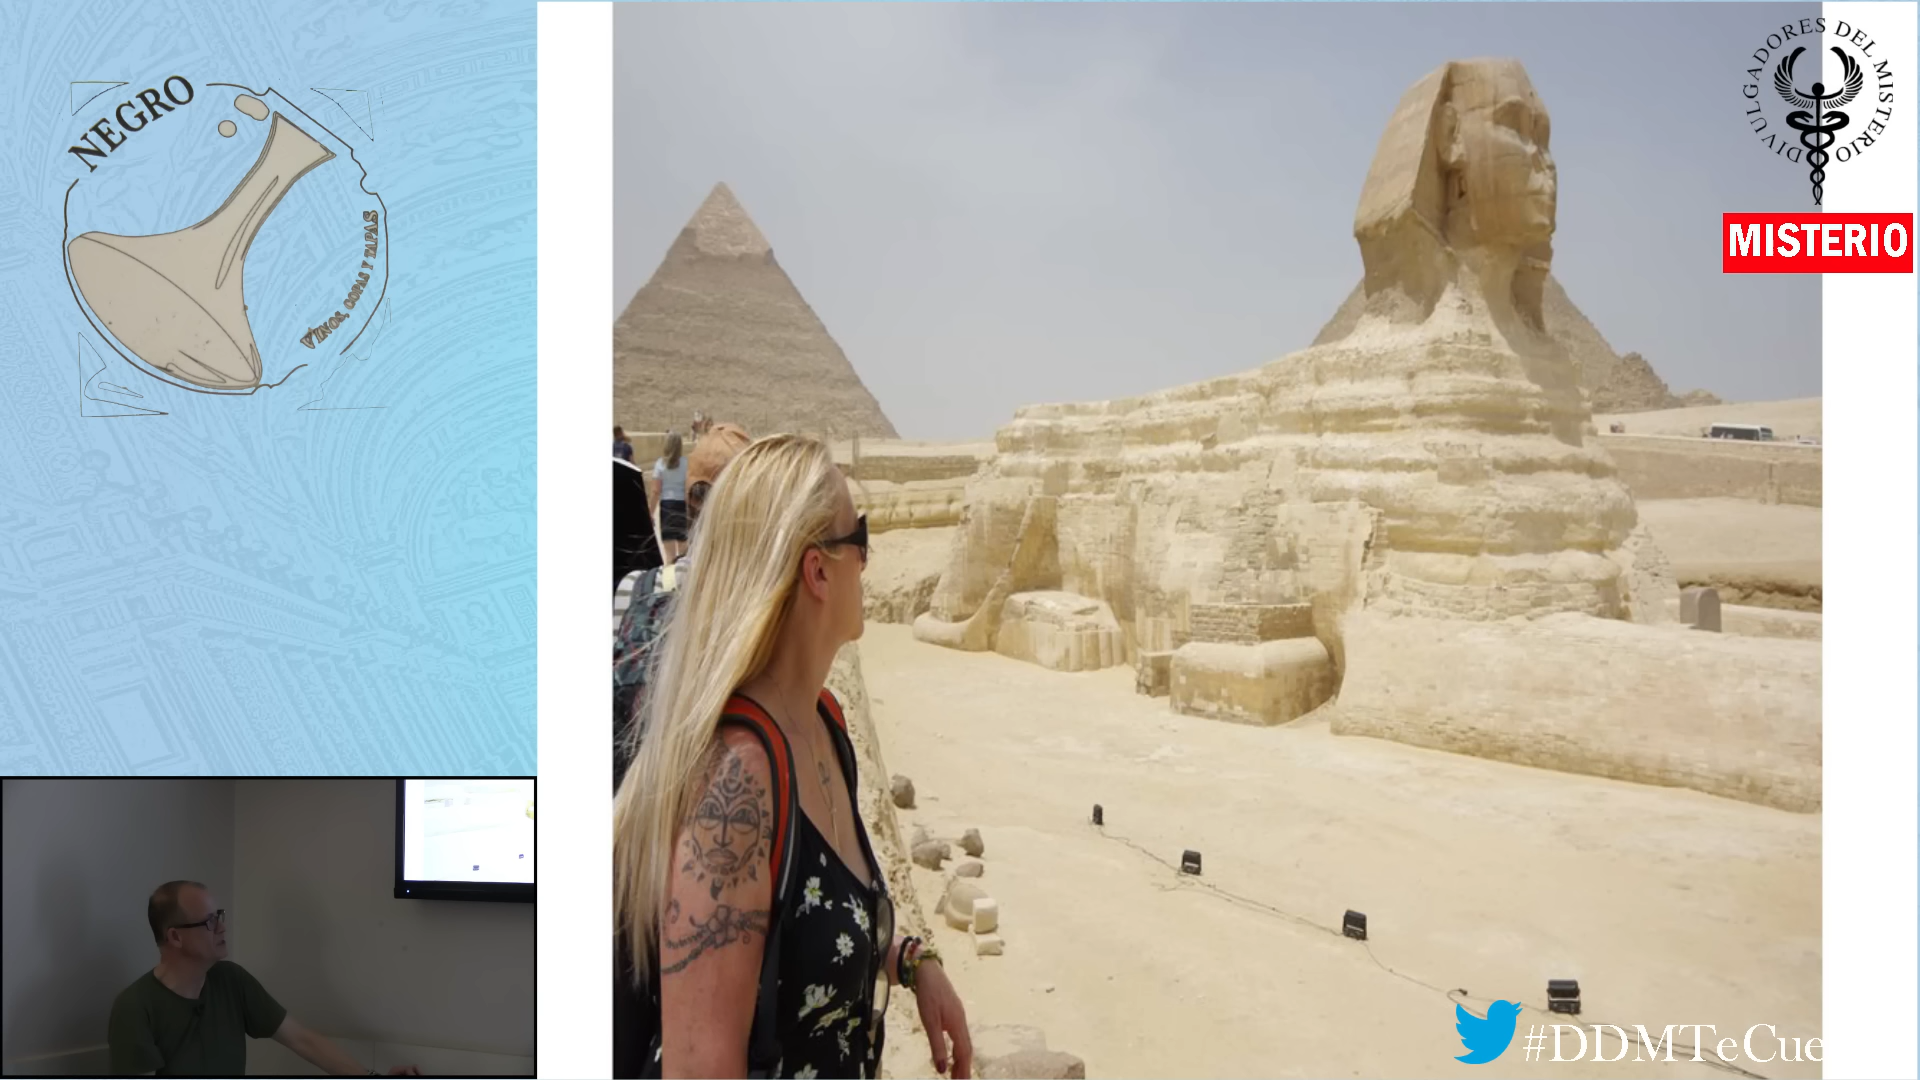 NEGRO
VINOS, COPAS Y TAPAS
DIVULGADORES DEL MISTERIO
MISTERIO
#DDMTeCue